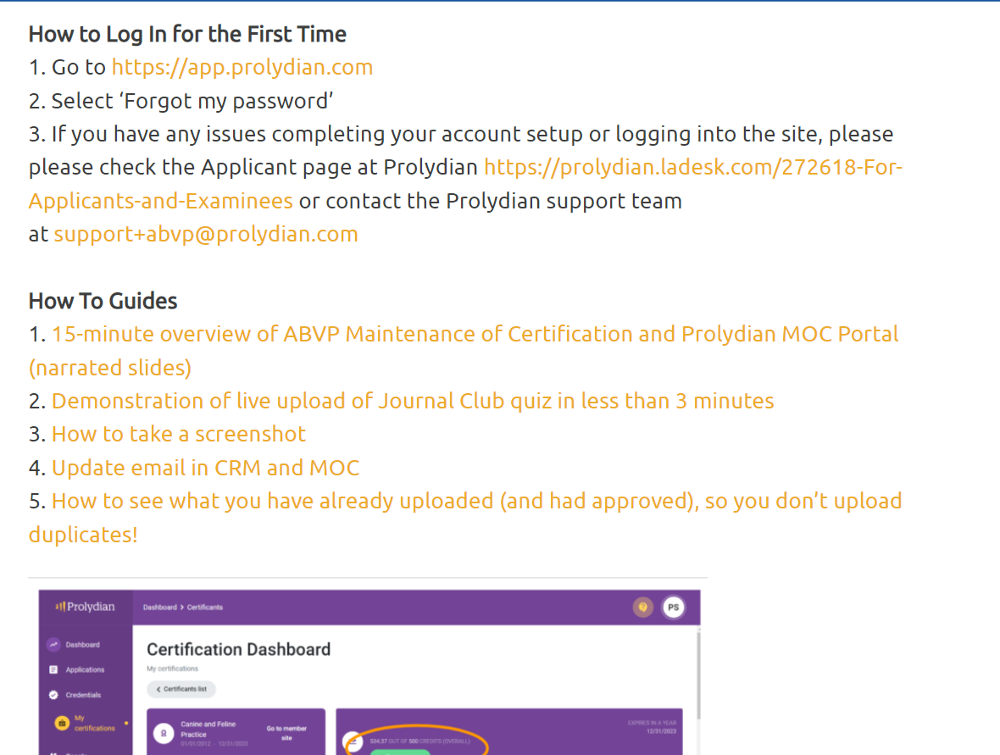 How to Log In for the First Time
1. Go to https://app.prolydian.com
2. Select ‘Forgot my password’
3. If you have any issues completing your account setup or logging into the site, please
please check the Applicant page at Prolydian https://prolydian.ladesk.com/272618-For-
Applicants-and-Examinees or contact the Prolydian support team
at support+abvp@prolydian.com
How To Guides
1. 15-minute overview of ABVP Maintenance of Certification and Prolydian MOC Portal
(narrated slides)
2. Demonstration of live upload of Journal Club quiz in less than 3 minutes
3. How to take a screenshot
4. Update email in CRM and MOC
5. How to see what you have already uploaded (and had approved), so you don’t upload
duplicates!
Prolydian
Dashboard > Certificants
PS
Dashboard
Applications
Credentials
My
certifications
Certification Dashboard
My certifications
< Certificants list
Canine and Feline
Practice
01/01/2012 - 12/31/2023
Go to member
site
534.37 OUT OF 500 CREDITS (OVERALL)
EXPIRES IN A YEAR
12/31/2023